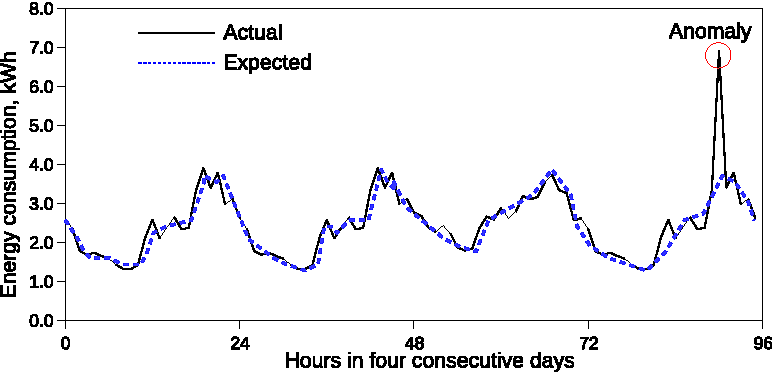 8.0
7.0
6.0
5.0
4.0
3.0
2.0
1.0
0.0
Energy consumption, kWh
Actual
Expected
Anomaly
0
24
48
72
96
Hours in four consecutive days